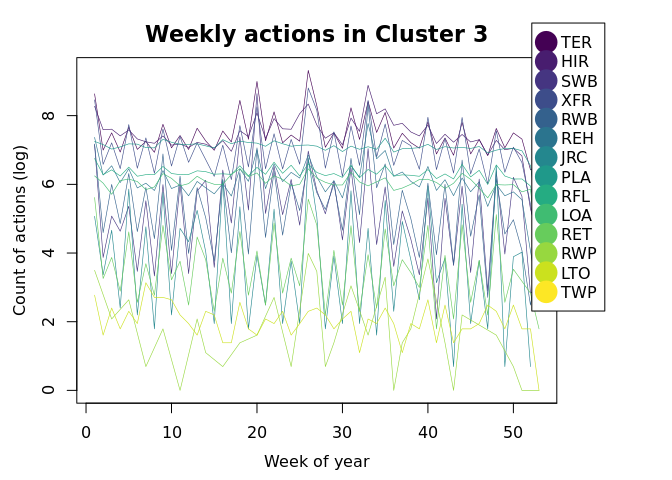 Weekly actions in Cluster 3
TER
HIR
SWB
XFR
RWB
REH
JRC
PLA
RFL
LOA
RET
RWP
LTO
TWP
Count of actions (log)
8
6
4
2
0
0 10 20 30 40 50
Week of year